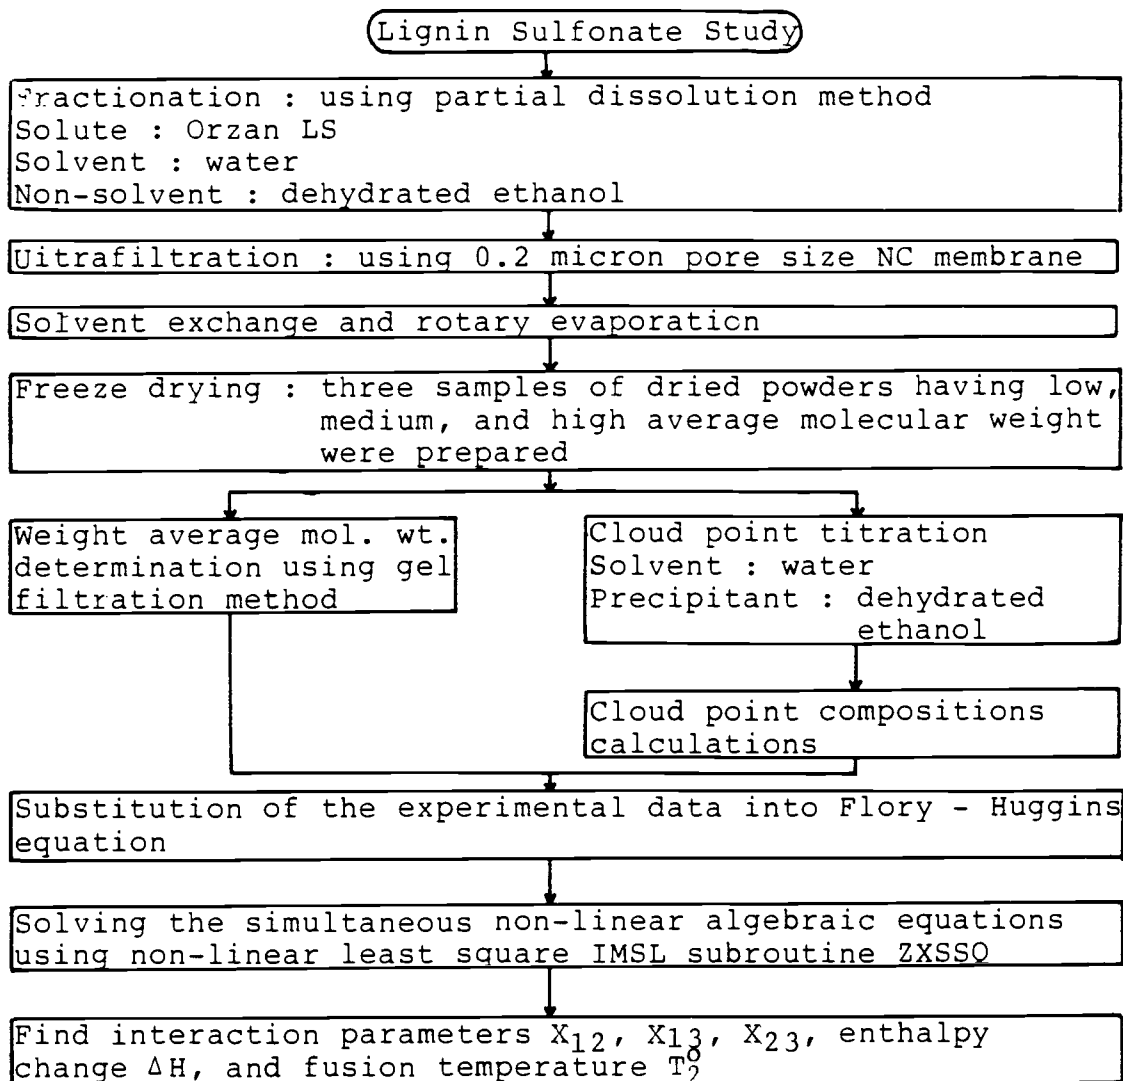 Lignin Sulfonate Study
Fractionation : using partial dissolution method
Solute : Orzan LS
Solvent : water
Non-solvent : dehydrated ethanol
Uitrafiltration : using 0.2 micron pore size NC membrane
Solvent exchange and rotary evaporation
Freeze drying : three samples of dried powders having low,
medium, and high average molecular weight
were prepared
Weight average mol. wt.
determination using gel
filtration method
Cloud point titration
Solvent : water
Precipitant : dehydrated
ethanol
Cloud point compositions
calculations
Substitution of the experimental data into Flory - Huggins
equation
Solving the simultaneous non-linear algebraic equations
using non-linear least square IMSL subroutine ZXSSQ
Find interaction parameters X₁₂, X₁₃, X₂₃, enthalpy
change ΔH, and fusion temperature T₂⁰